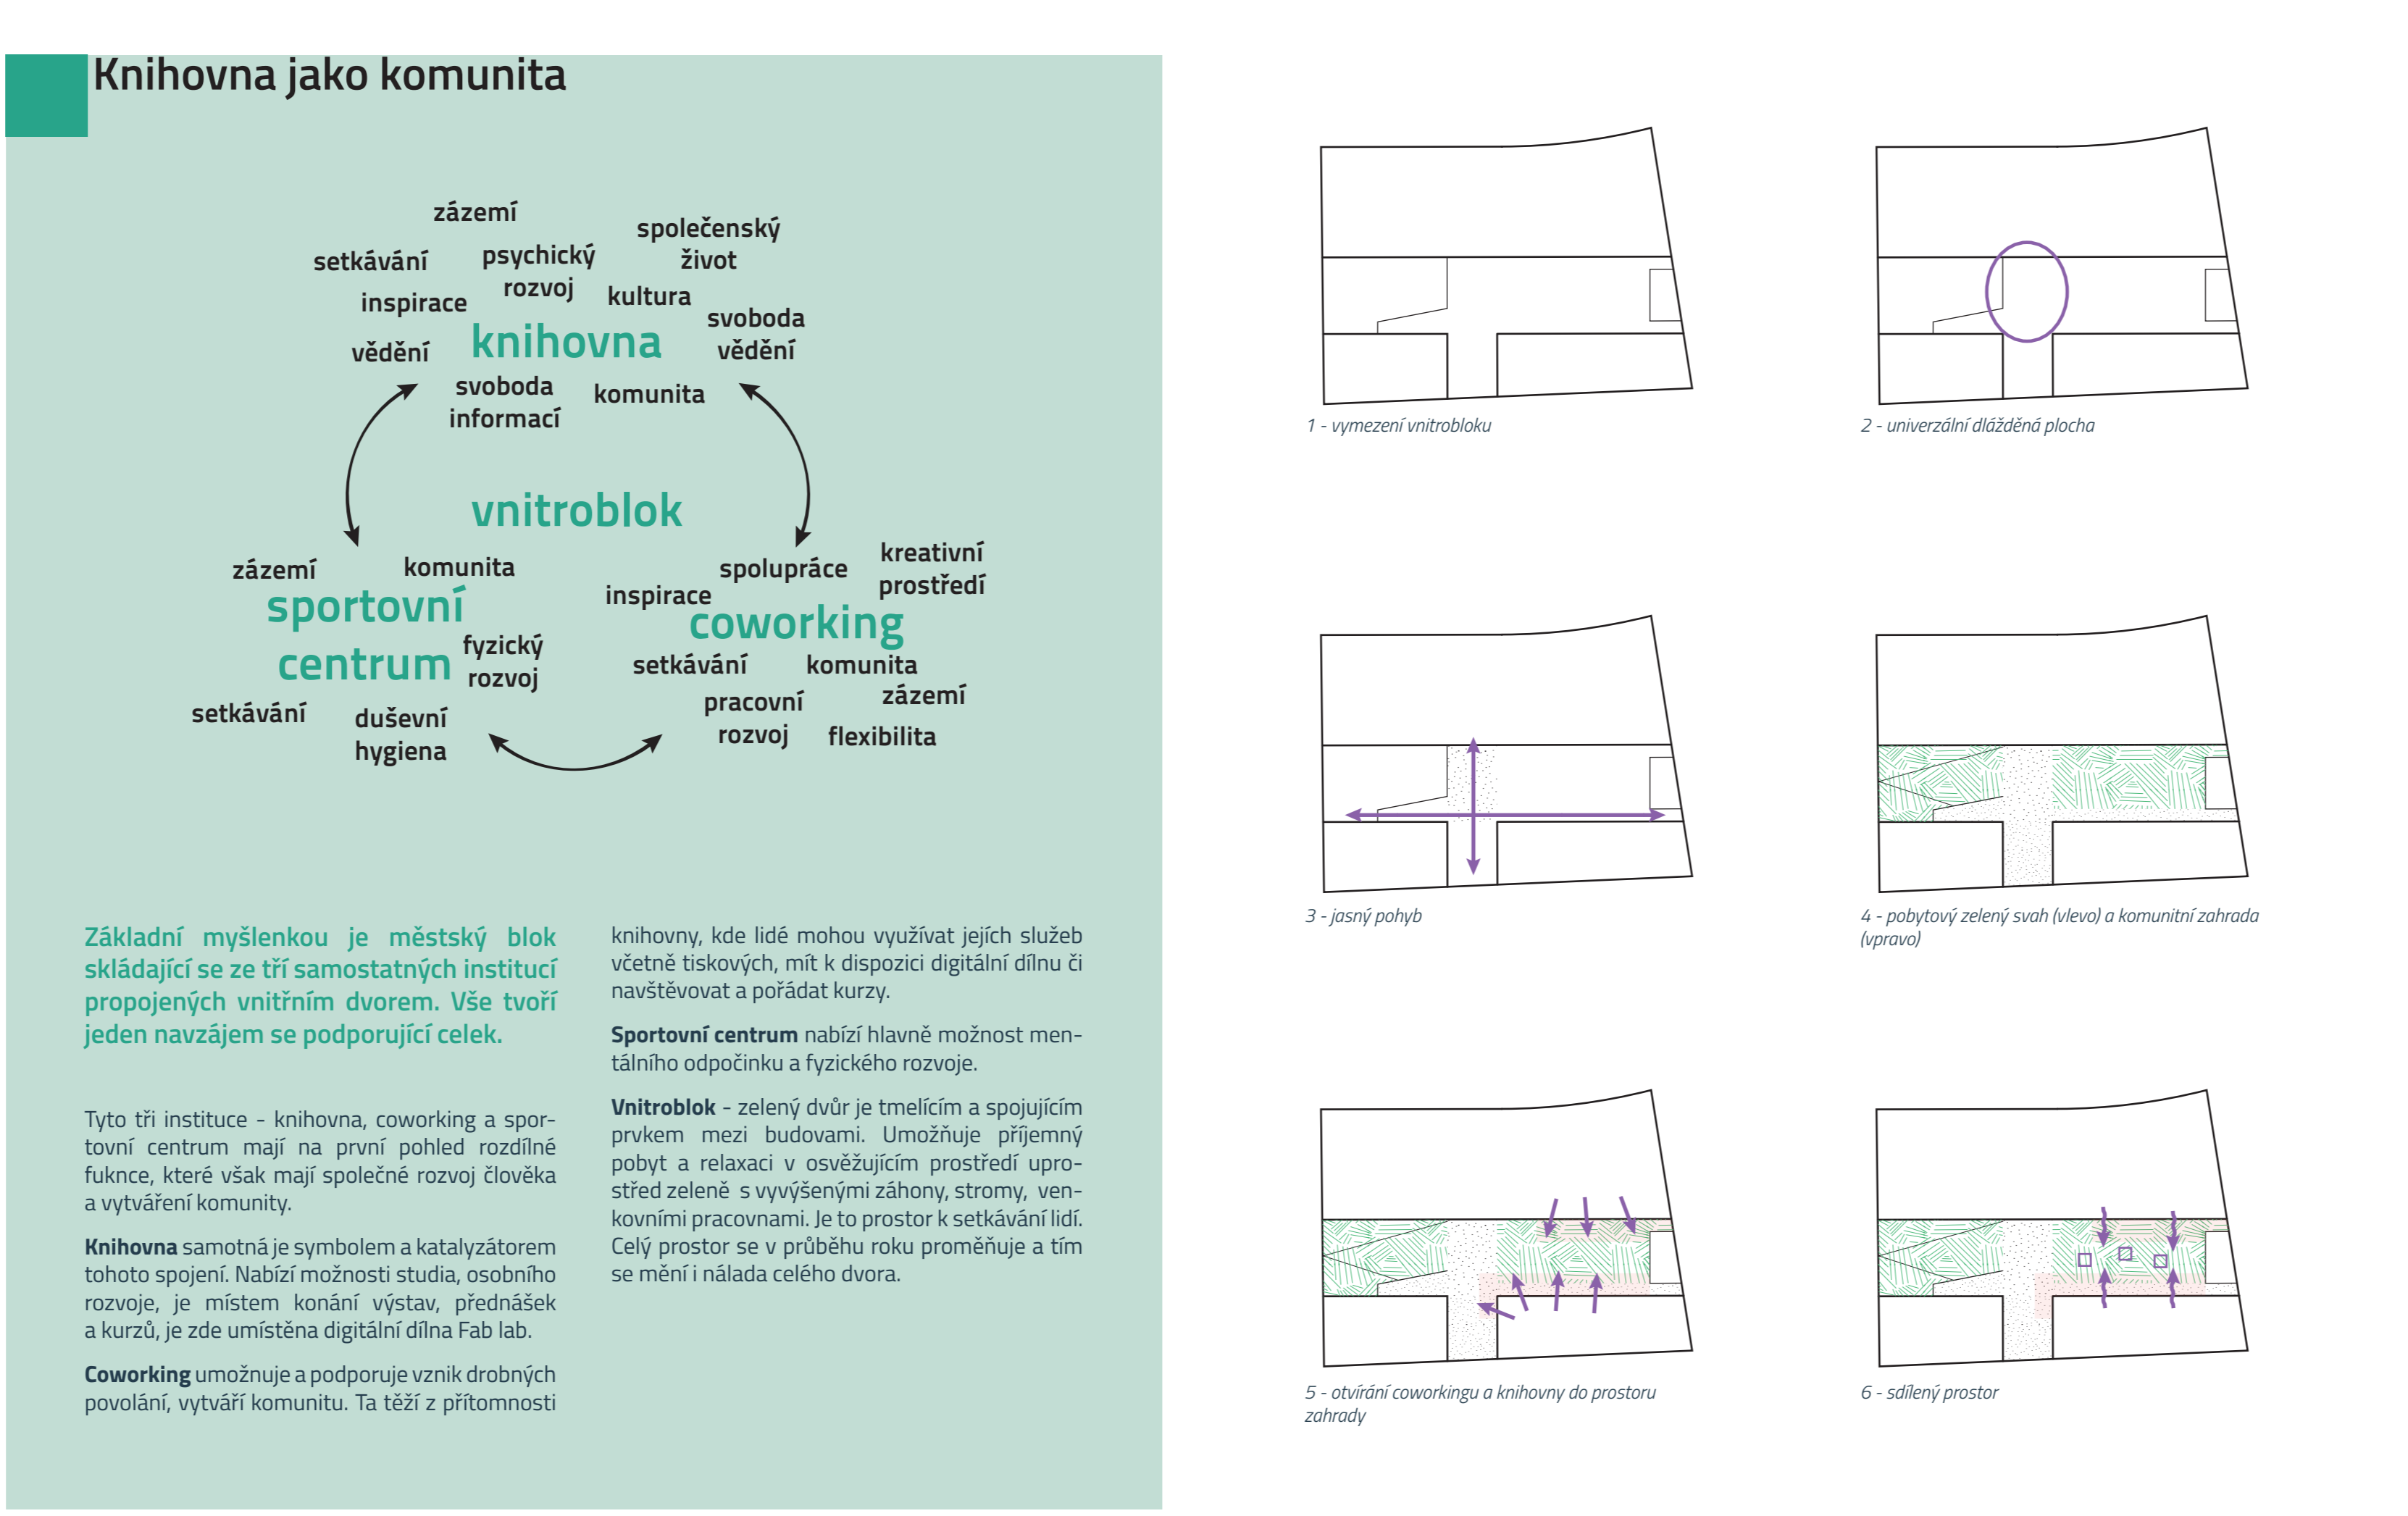 Knihovna jako komunita
zázemí
společenský
život
setkávání
psychický
rozvoj
inspirace
kultura
svoboda
vědění
vědění
knihovna
svoboda
informací
komunita
vnitroblok
zázemí
komunita
sportovní
centrum
fyzický
rozvoj
setkávání
duševní
hygiena
spolupráce
kreativní
prostředí
inspirace
coworking
setkávání
komunita
pracovní
rozvoj
zázemí
flexibilita
Základní myšlenkou je městský blok
skládající se ze tří samostatných institucí
propojených vnitřním dvorem. Vše tvoří
jeden navzájem se podporující celek.
Tyto tři instituce - knihovna, coworking a spor-
tovní centrum mají na první pohled rozdílné
fuknce, které však mají společné rozvoj člověka
a vytváření komunity.
Knihovna samotná je symbolem a katalyzátorem
tohoto spojení. Nabízí možnosti studia, osobního
rozvoje, je místem konání výstav, přednášek
a kurzů, je zde umístěna digitální dílna Fab lab.
Coworking umožnuje a podporuje vznik drobných
povolání, vytváří komunitu. Ta těží z přítomnosti
knihovny, kde lidé mohou využívat jejích služeb
včetně tiskových, mít k dispozici digitální dílnu či
navštěvovat a pořádat kurzy.
Sportovní centrum nabízí hlavně možnost men-
tálního odpočinku a fyzického rozvoje.
Vnitroblok - zelený dvůr je tmelícím a spojujícím
prvkem mezi budovami. Umožňuje příjemný
pobyt a relaxaci v osvěžujícím prostředí upro-
střed zeleně s vyvýšenými záhony, stromy, ven-
kovními pracovnami. Je to prostor k setkávání lidí.
Celý prostor se v průběhu roku proměňuje a tím
se mění i nálada celého dvora.
1 - vymezení vnitrobloku
2 - univerzální dlážděná plocha
3 - jasný pohyb
4 - pobytový zelený svah (vlevo) a komunitní zahrada
(vpravo)
5 - otvírání coworkingu a knihovny do prostoru
zahrady
6 - sdílený prostor